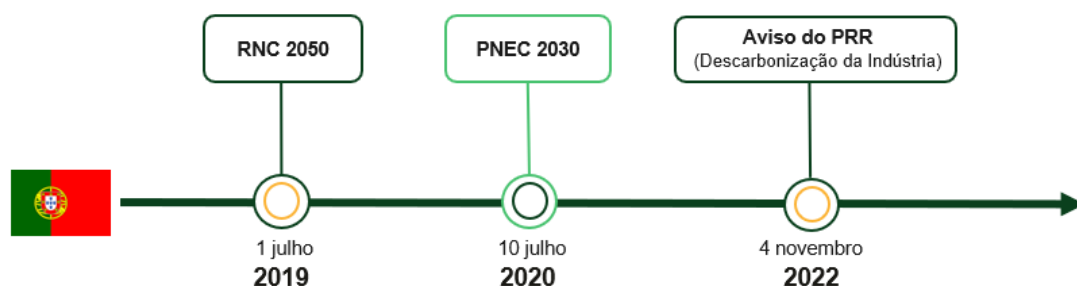 RNC 2050
PNEC 2030
Aviso do PRR
(Descarbonização da Indústria)
1 julho
2019
10 julho
2020
4 novembro
2022